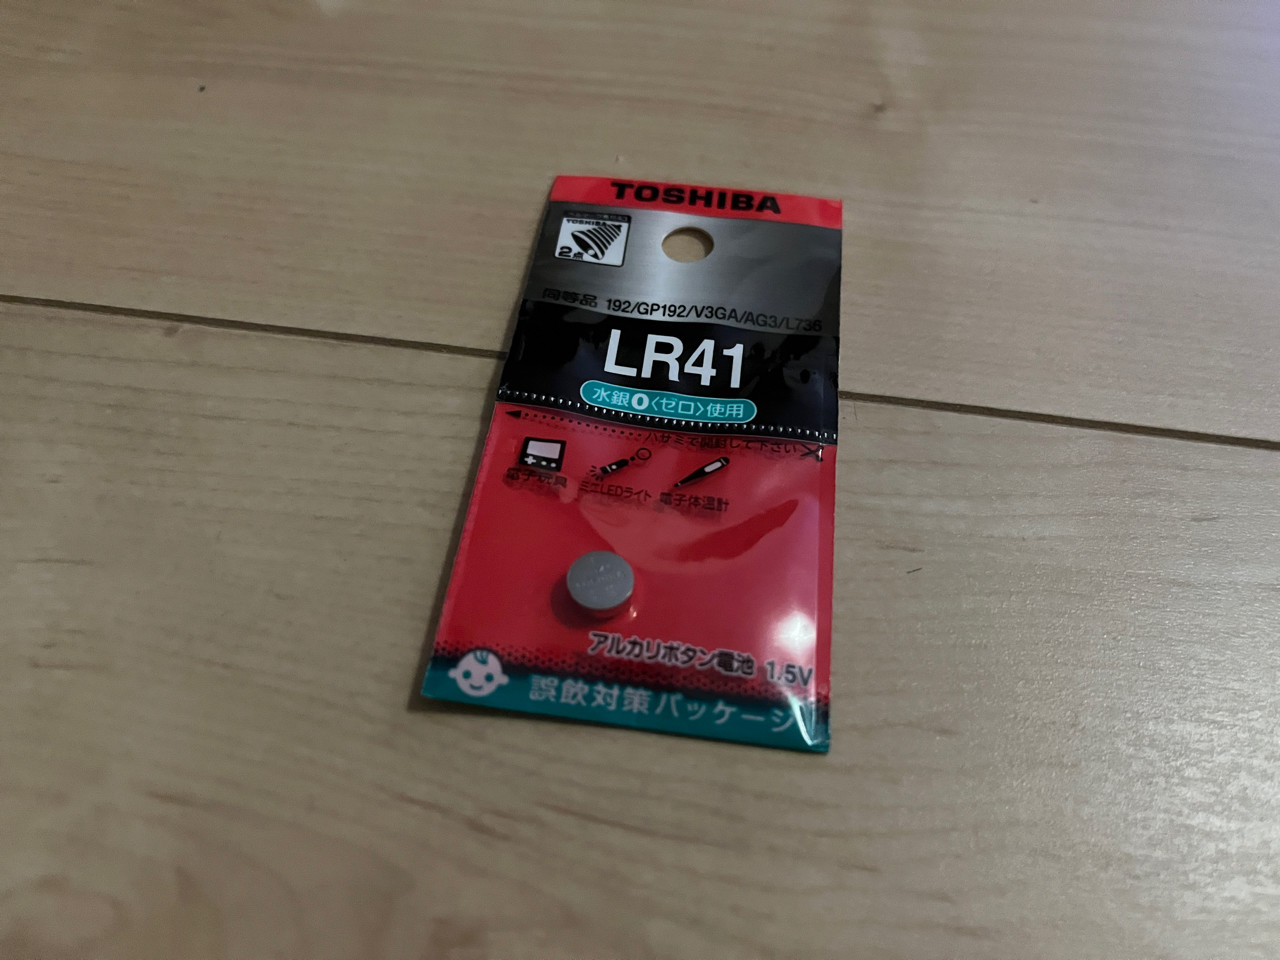 TOSHIBA
TOSHIBA
2点
同等品 192/GP192/V3GA/AG3/L736
LR41
水銀0〈ゼロ〉使用
ハサミで開封して下さい
電子玩具 ミニLEDライト 電子体温計
アルカリボタン電池 1.5V
誤飲対策パッケージ